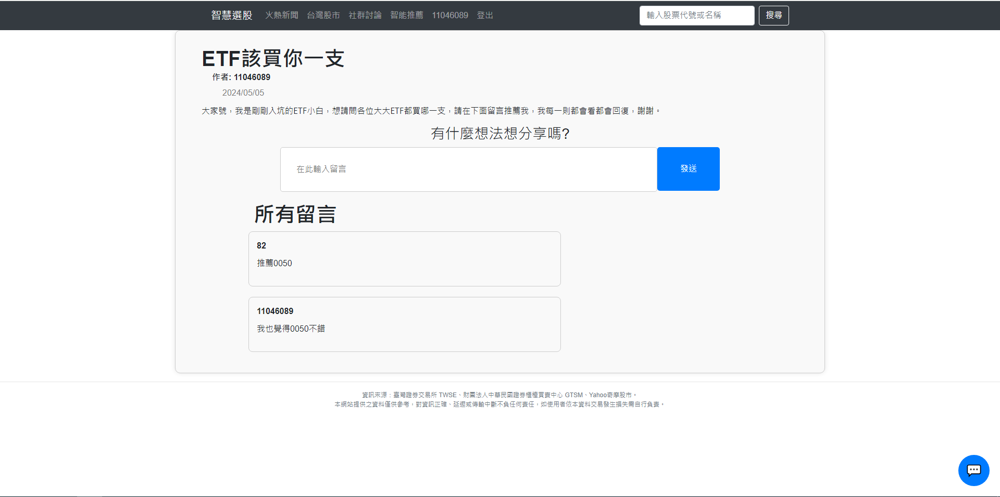 智慧選股 火熱新聞 台灣股市 社群討論 智能推薦 11046089 登出 輸入股票代號或名稱 搜尋
ETF該買你一支
作者: 11046089
2024/05/05
大家號，我是剛剛入坑的ETF小白，想請問各位大大ETF都買哪一支，請在下面留言推薦我，我每一則都會看都會回復，謝謝。
有什麼想法想分享嗎?
在此輸入留言 發送
所有留言
82
推薦0050
11046089
我也覺得0050不錯
資訊來源：臺灣證券交易所 TWSE、財團法人中華民國證券櫃檯買賣中心 GTSM、Yahoo奇摩股市。
本網站提供之資料僅供參考，對資訊正確、延遲或傳輸中斷不負任何責任，如使用者依本資料交易發生損失需自行負責。